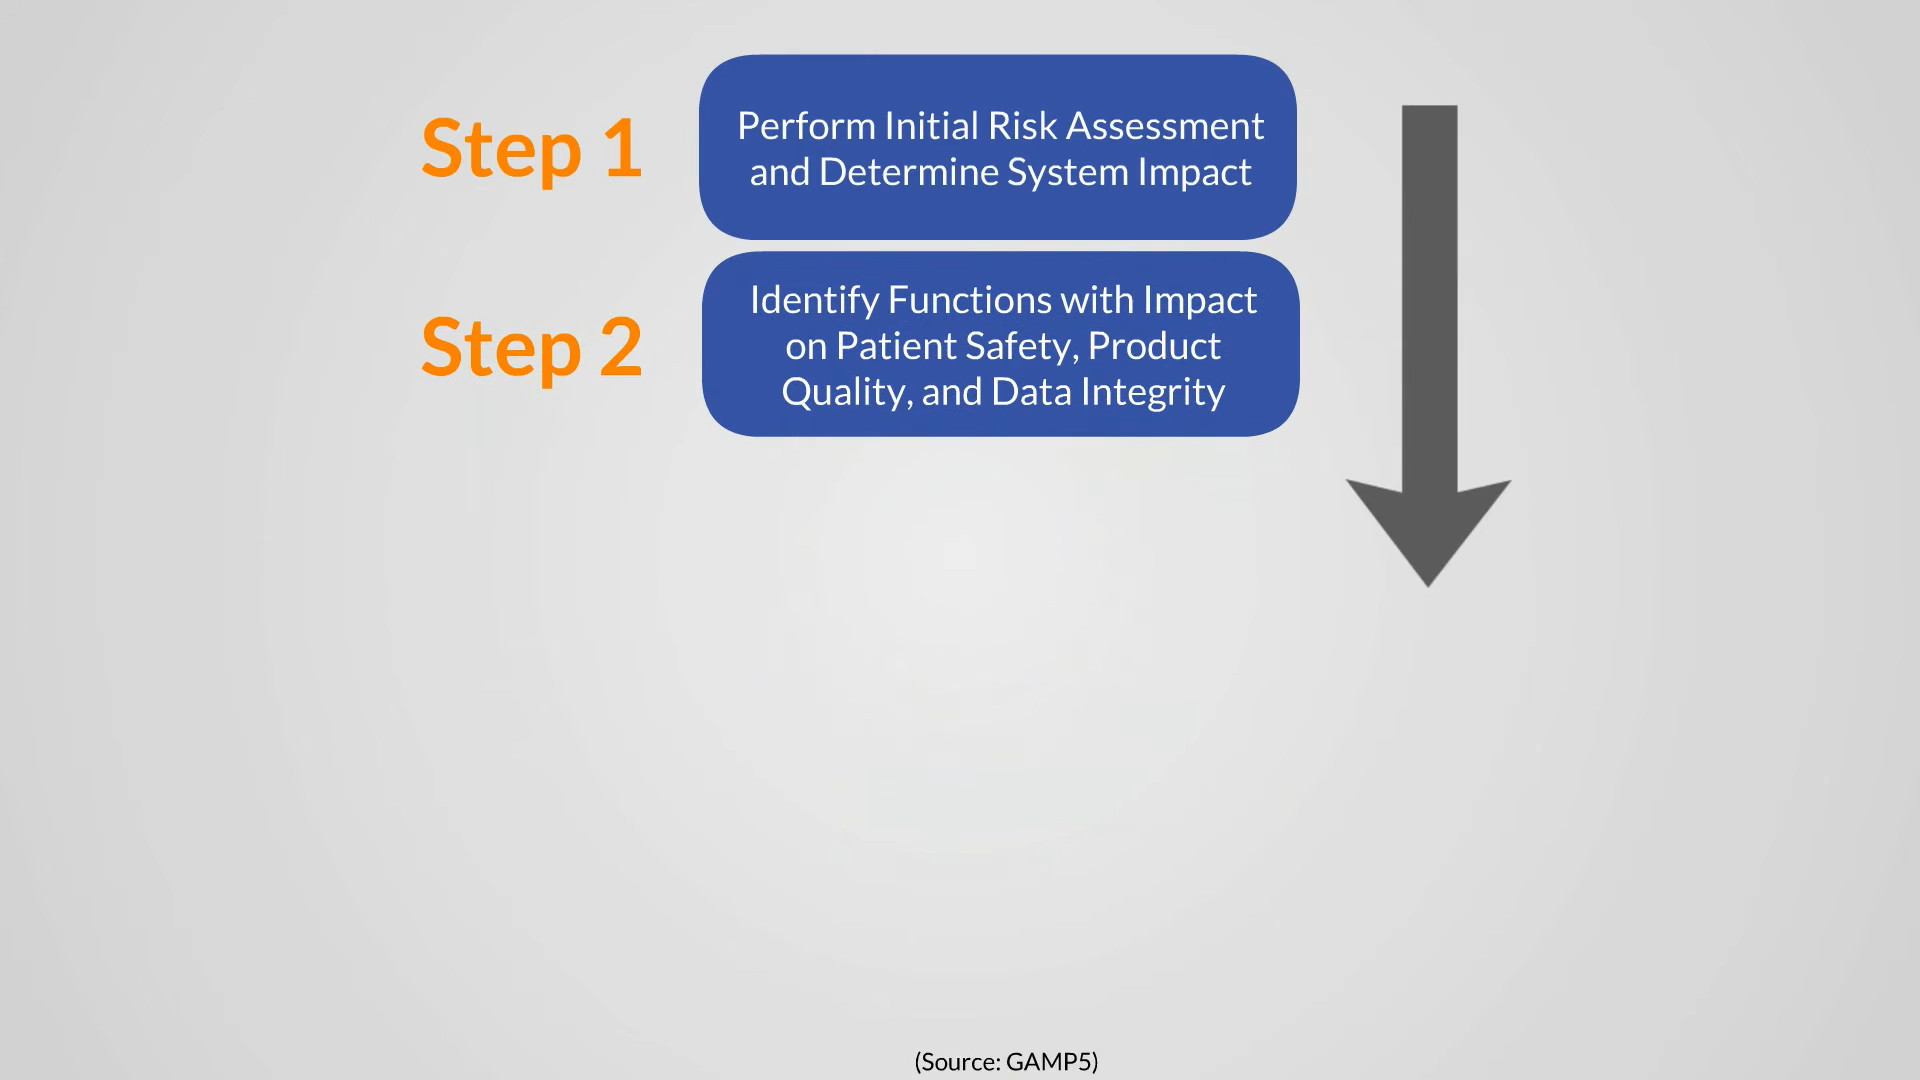 Step 1
Perform Initial Risk Assessment
and Determine System Impact
Step 2
Identify Functions with Impact
on Patient Safety, Product
Quality, and Data Integrity
(Source: GAMP5)